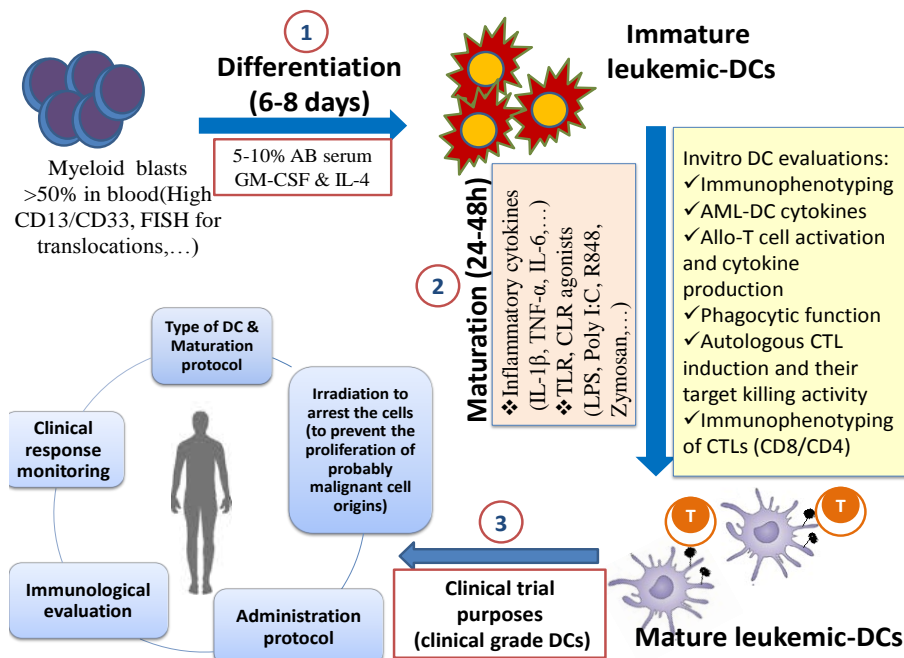 1
Differentiation
(6-8 days)
5-10% AB serum
GM-CSF & IL-4
Myeloid blasts
>50% in blood(High
CD13/CD33, FISH for
translocations,…)
Immature
leukemic-DCs
2
Maturation (24-48h)
❖Inflammatory cytokines
(IL-1β, TNF-α, IL-6,…)
❖TLR, CLR agonists
(LPS, Poly I:C, R848,
Zymosan,…)
Invitro DC evaluations:
✓Immunophenotyping
✓AML-DC cytokines
✓Allo-T cell activation
and cytokine
production
✓Phagocytic function
✓Autologous CTL
induction and their
target killing activity
✓Immunophenotyping
of CTLs (CD8/CD4)
T
T
Mature leukemic-DCs
3
Clinical trial
purposes
(clinical grade DCs)
Type of DC &
Maturation
protocol
Irradiation to
arrest the cells
(to prevent the
proliferation of
probably
malignant cell
origins)
Administration
protocol
Immunological
evaluation
Clinical
response
monitoring